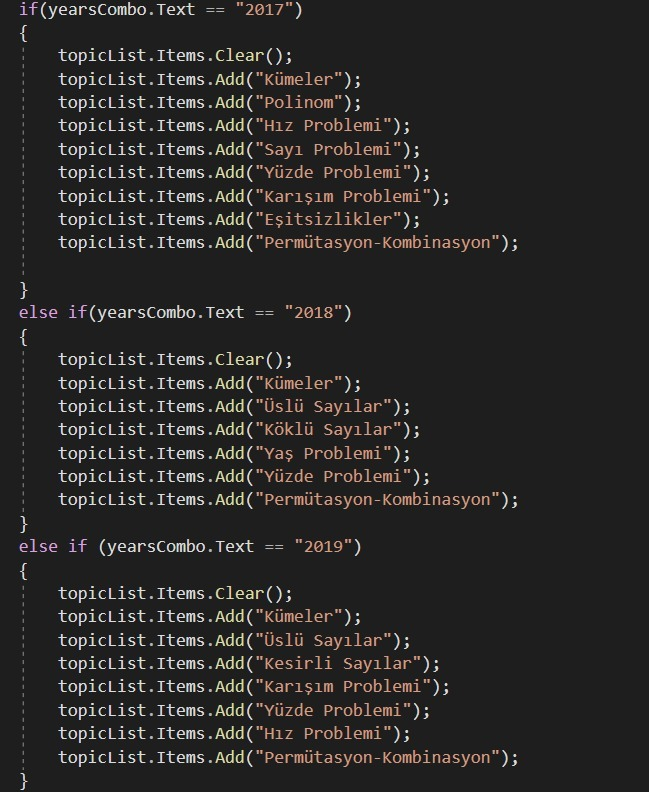 if(yearsCombo.Text == "2017")
{
topicList.Items.Clear();
topicList.Items.Add("Kümeler");
topicList.Items.Add("Polinom");
topicList.Items.Add("Hız Problemi");
topicList.Items.Add("Sayı Problemi");
topicList.Items.Add("Yüzde Problemi");
topicList.Items.Add("Karışım Problemi");
topicList.Items.Add("Eşitsizlikler");
topicList.Items.Add("Permütasyon-Kombinasyon");
}
else if(yearsCombo.Text == "2018")
{
topicList.Items.Clear();
topicList.Items.Add("Kümeler");
topicList.Items.Add("Üslü Sayılar");
topicList.Items.Add("Köklü Sayılar");
topicList.Items.Add("Yaş Problemi");
topicList.Items.Add("Yüzde Problemi");
topicList.Items.Add("Permütasyon-Kombinasyon");
}
else if (yearsCombo.Text == "2019")
{
topicList.Items.Clear();
topicList.Items.Add("Kümeler");
topicList.Items.Add("Üslü Sayılar");
topicList.Items.Add("Kesirli Sayılar");
topicList.Items.Add("Karışım Problemi");
topicList.Items.Add("Yüzde Problemi");
topicList.Items.Add("Hız Problemi");
topicList.Items.Add("Permütasyon-Kombinasyon");
}